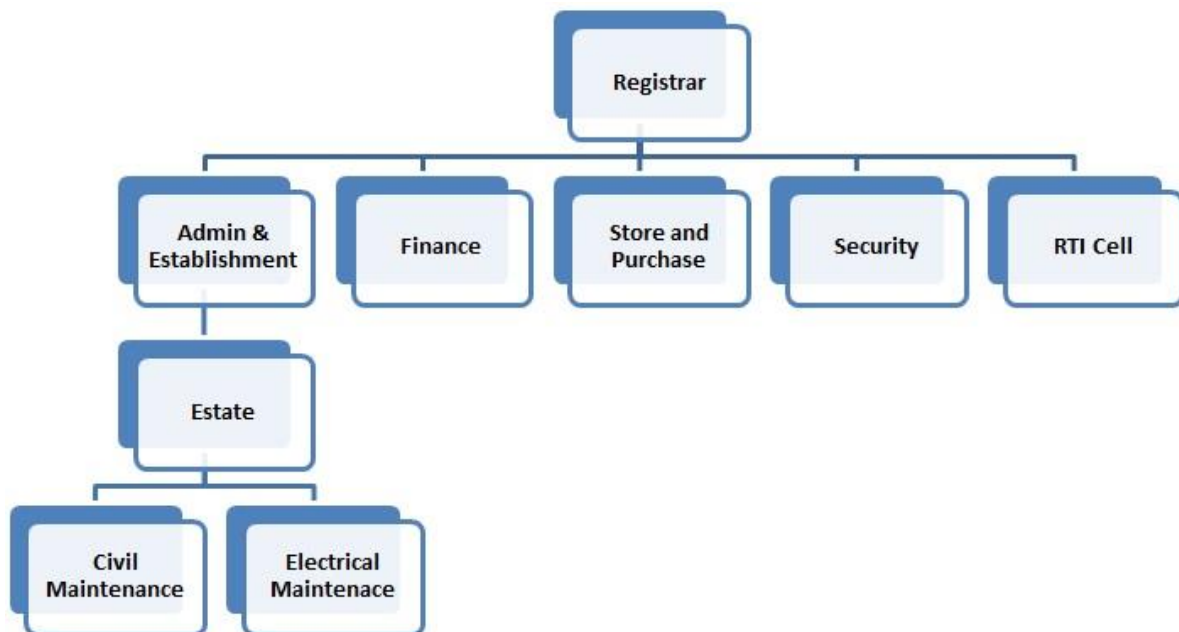 Registrar
Admin &
Establishment
Finance
Store and
Purchase
Security
RTI Cell
Estate
Civil
Maintenance
Electrical
Maintenace